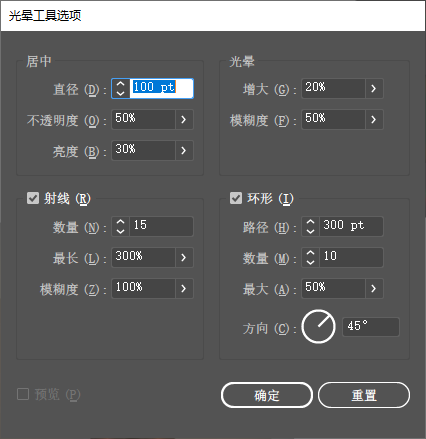 光晕工具选项
居中
直径 (D)： 100 pt
不透明度 (O)： 50%
亮度 (B)： 30%
光晕
增大 (G)： 20%
模糊度 (F)： 50%
射线 (R)
数量 (N)： 15
最长 (L)： 300%
模糊度 (Z)： 100%
环形 (I)
路径 (H)： 300 pt
数量 (M)： 10
最大 (A)： 50%
方向 (C)： 45°
预览 (P)
确定
重置